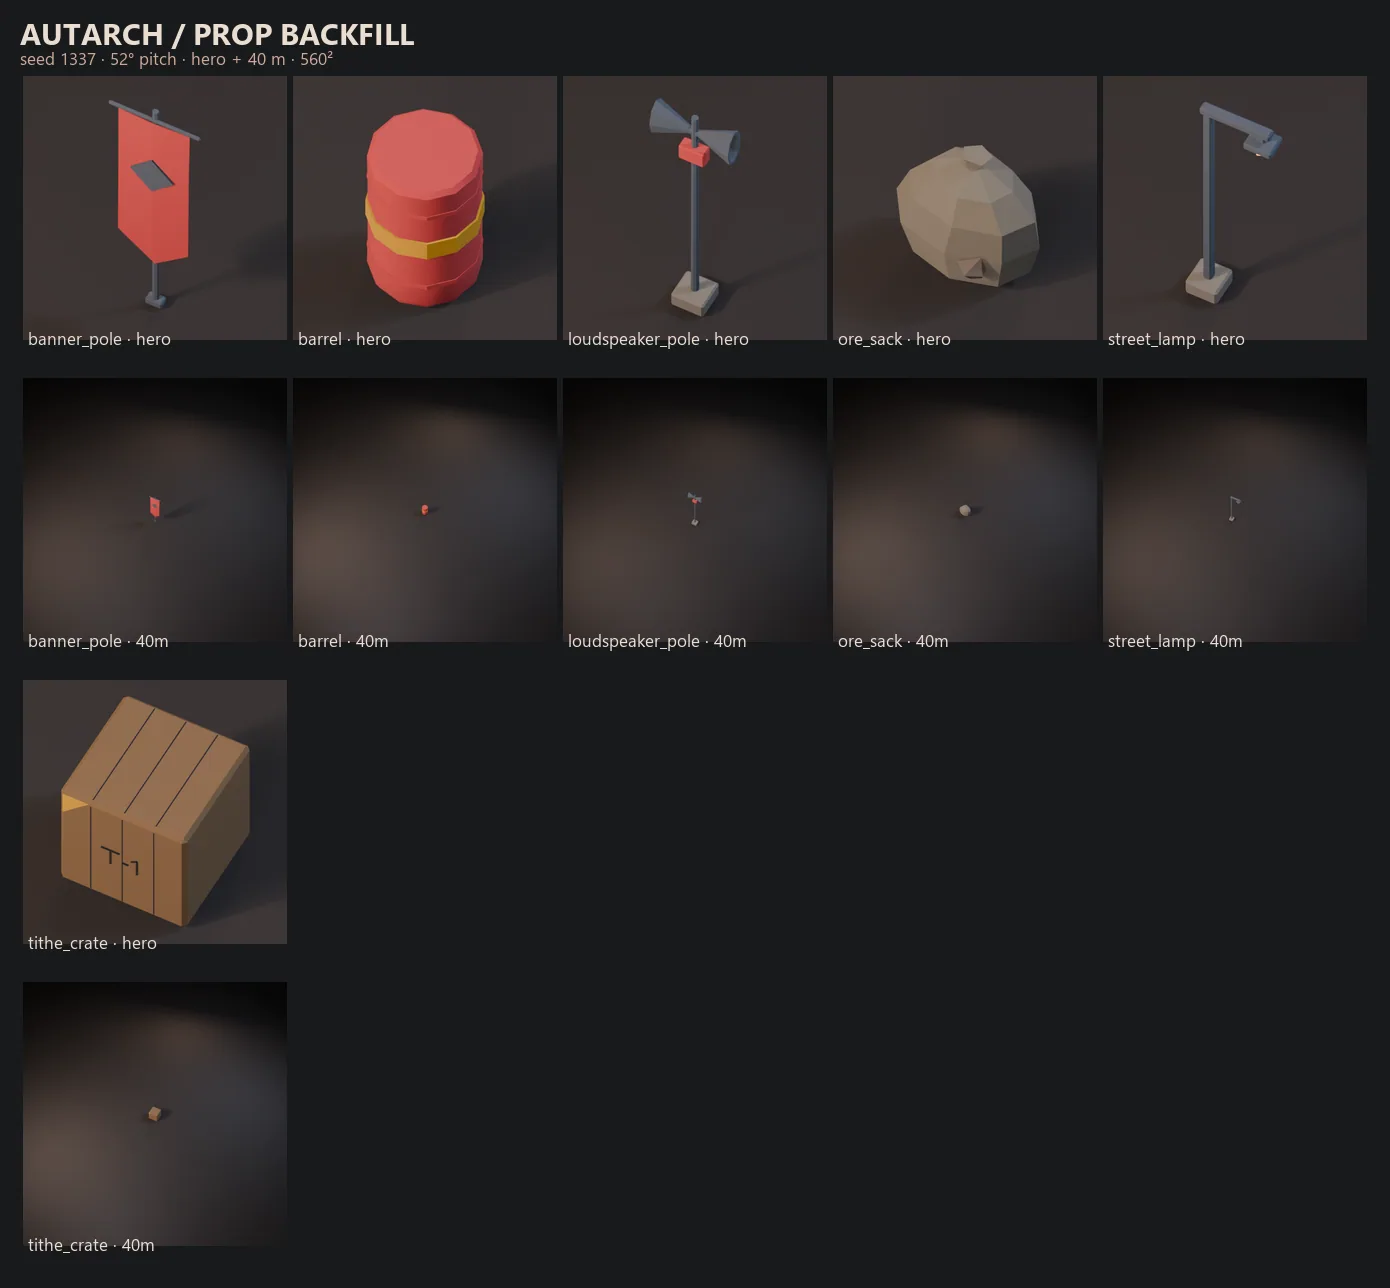 AUTARCH / PROP BACKFILL
seed 1337 · 52° pitch · hero + 40 m · 560²
banner_pole · hero
barrel · hero
loudspeaker_pole · hero
ore_sack · hero
street_lamp · hero
banner_pole · 40m
barrel · 40m
loudspeaker_pole · 40m
ore_sack · 40m
street_lamp · 40m
T-1
tithe_crate · hero
tithe_crate · 40m